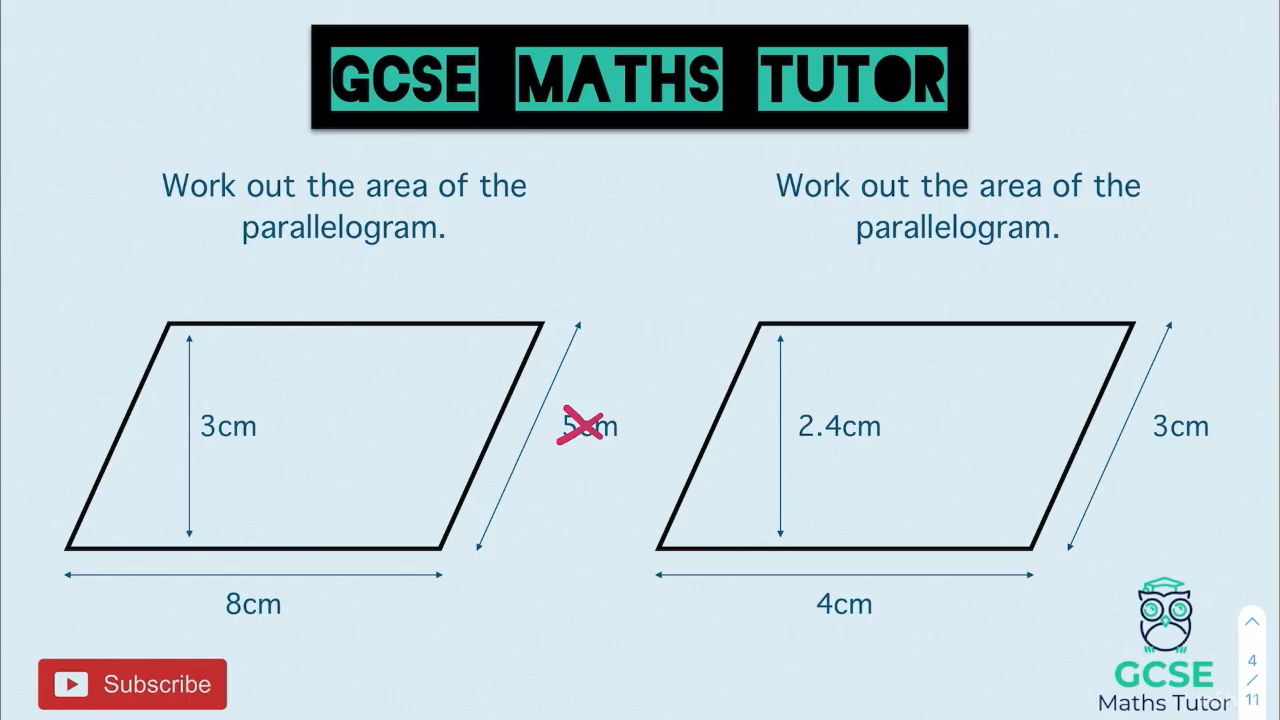 GCSE MATHS TUTOR
Work out the area of the
parallelogram.
3cm
8cm
Work out the area of the
parallelogram.
2.4cm
3cm
4cm
Subscribe
GCSE
Maths Tutor
4
/
11